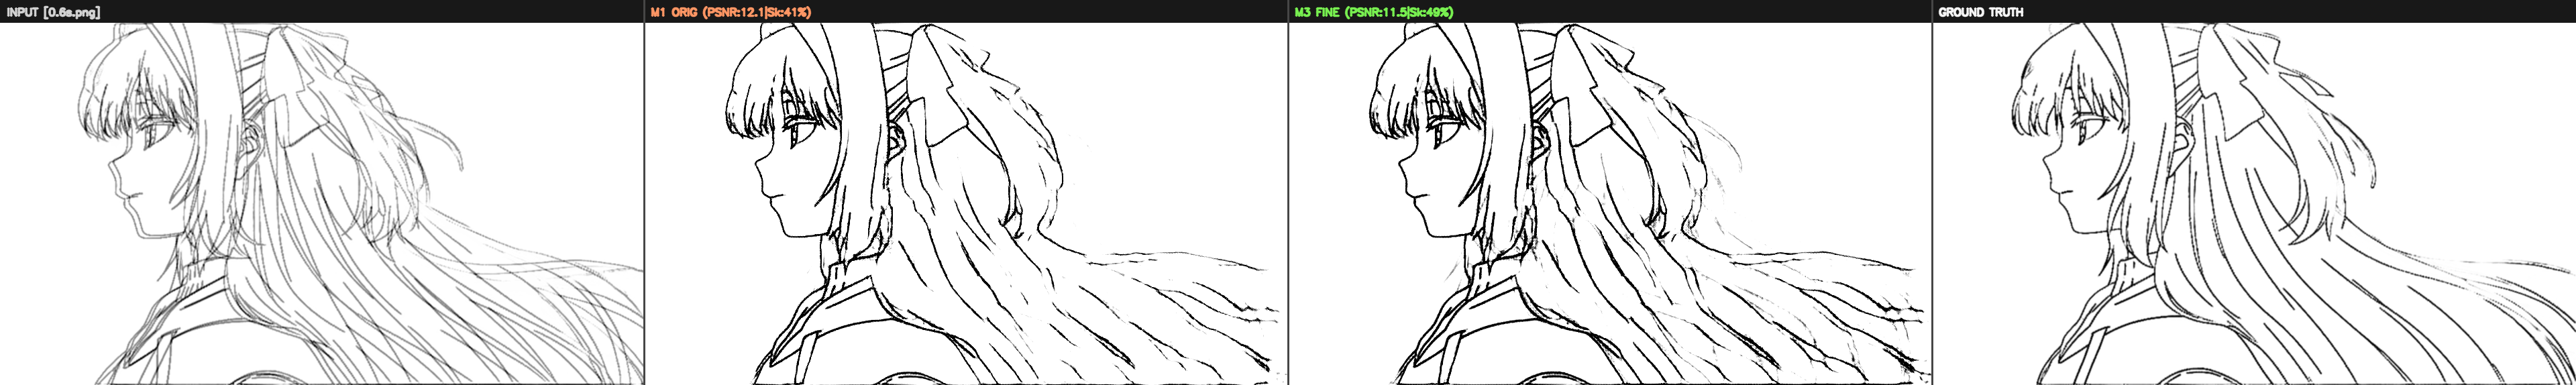 INPUT [0.6s.png]
M1 ORIG (PSNR:12.1|Sk:41%)
M3 FINE (PSNR:11.5|Sk:49%)
GROUND TRUTH